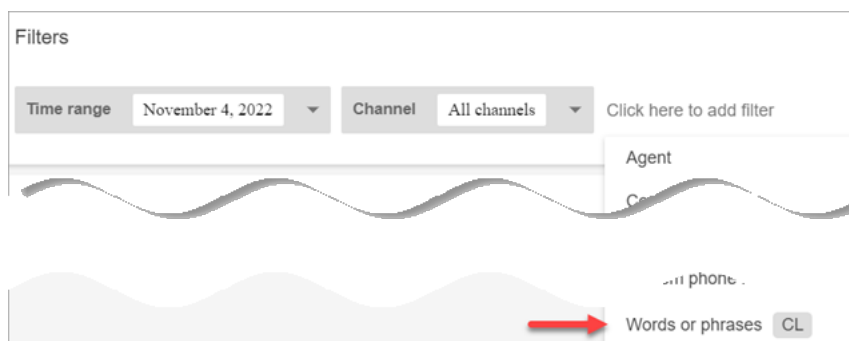 Filters
Time range November 4, 2022 Channel All channels Click here to add filter
Agent
phone
Words or phrases CL